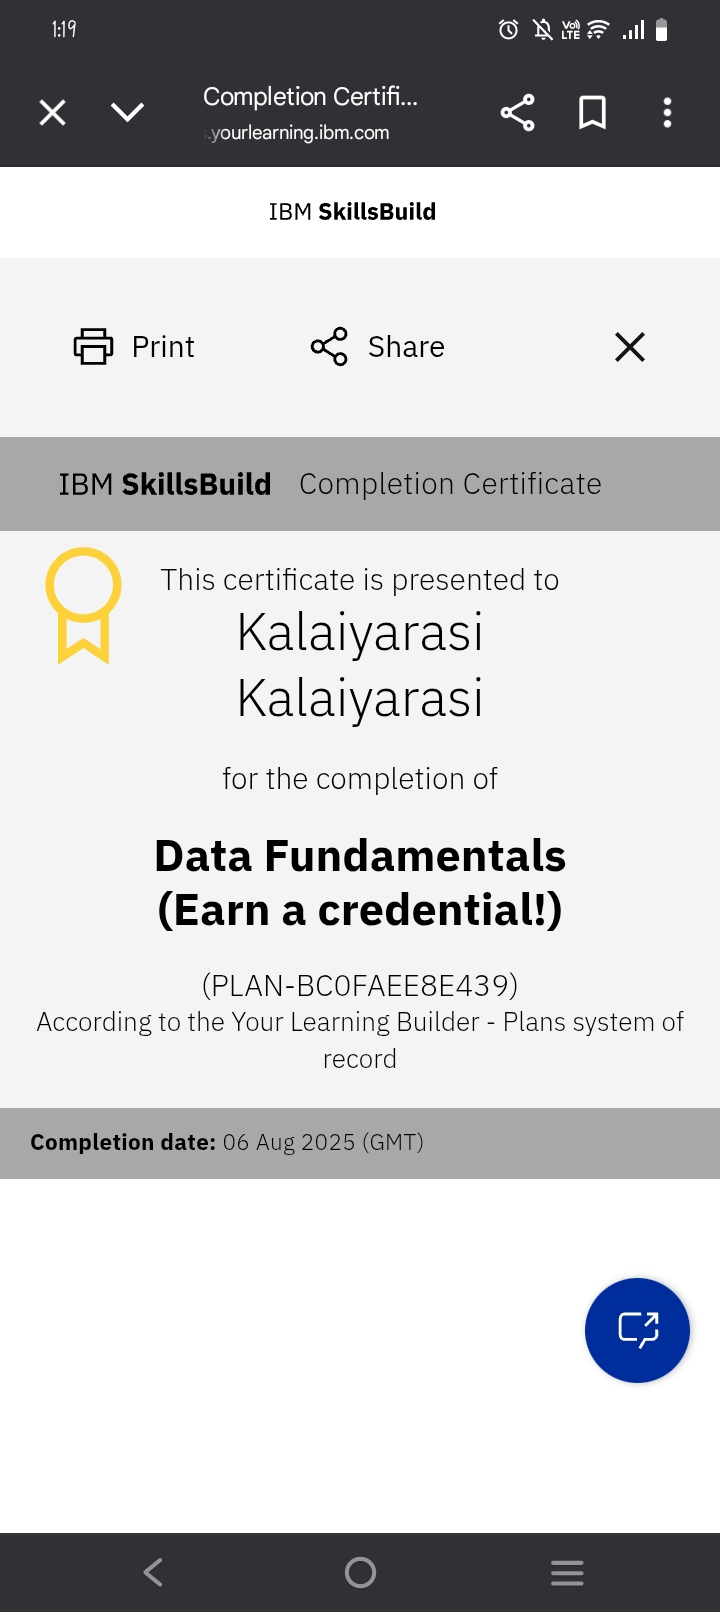 1:19
Vo)) LTE
Completion Certifi...
.yourlearning.ibm.com
IBM SkillsBuild
Print
Share
IBM SkillsBuild Completion Certificate
This certificate is presented to
Kalaiyarasi
Kalaiyarasi
for the completion of
Data Fundamentals
(Earn a credential!)
(PLAN-BC0FAEE8E439)
According to the Your Learning Builder - Plans system of
record
Completion date: 06 Aug 2025 (GMT)